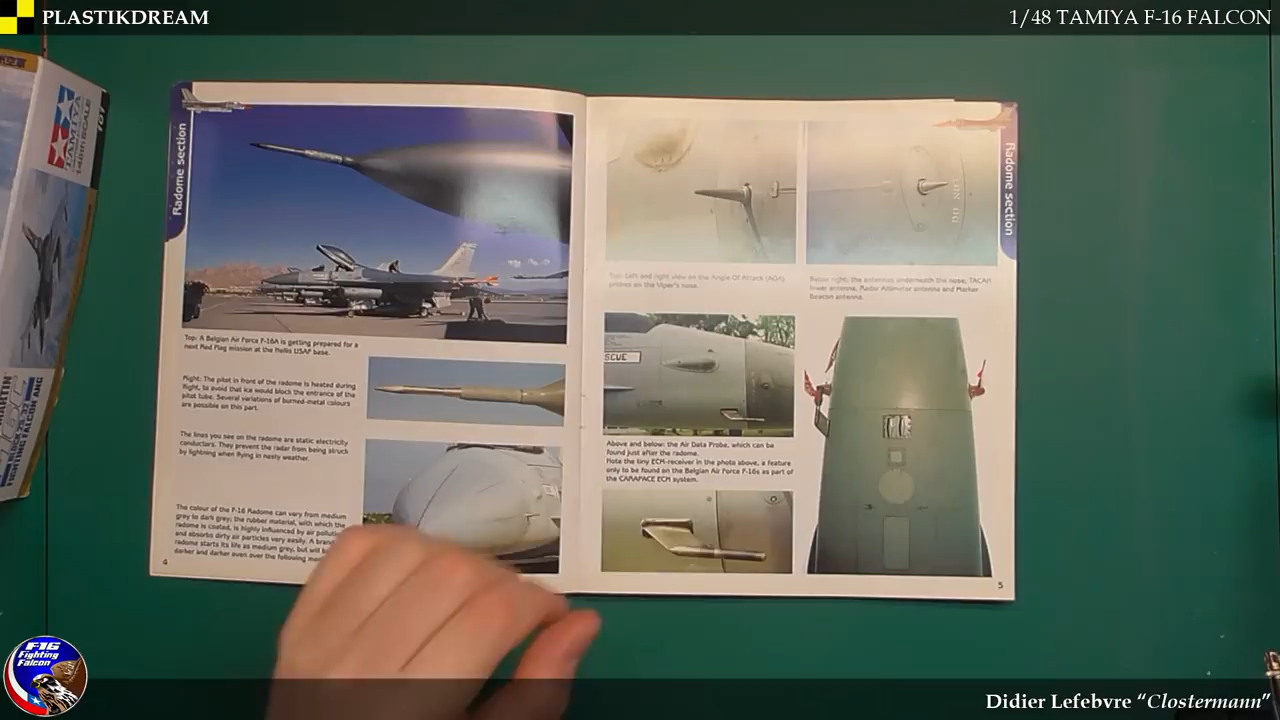 PLASTIKDREAM
1/48 TAMIYA F-16 FALCON
TAMIYA
Radome section
Top: A Belgian Air Force F-16A is getting prepared for a
next Red Flag mission at the Nellis USAF base.
Right: The pitot in front of the radome is heated during
flight, to avoid that ice would block the entrance of the
pitot tube. Several variations of burned-metal colours
are possible on this part.
The lines you see on the radome are static electricity
conductors. They prevent the radar from being struck
by lightning when flying in nasty weather.
The colour of the F-16 Radome can vary from medium
grey to dark grey; the rubber material, with which the
radome is coated, is highly influenced by air
and absorbs dirty air particles very easily. A
radome starts its life as medium grey, but will
darker and darker even over the following
4
Radome section
Top: Left and right view on the Angle Of Attack (AOA)
probes on the Viper's nose.
Below right: the antennas underneath the nose; TACAN
lower antenna, Radar Altimeter antenna and Marker
Beacon antenna.
SCUE
Above and below: the Air Data Probe, which can be
found just after the radome.
Note the tiny ECM-receiver in the photo above, a feature
only to be found on the Belgian Air Force F-16s as part of
the CARAPACE ECM system.
5
F16
Fighting
Falcon
Didier Lefebvre “Clostermann”